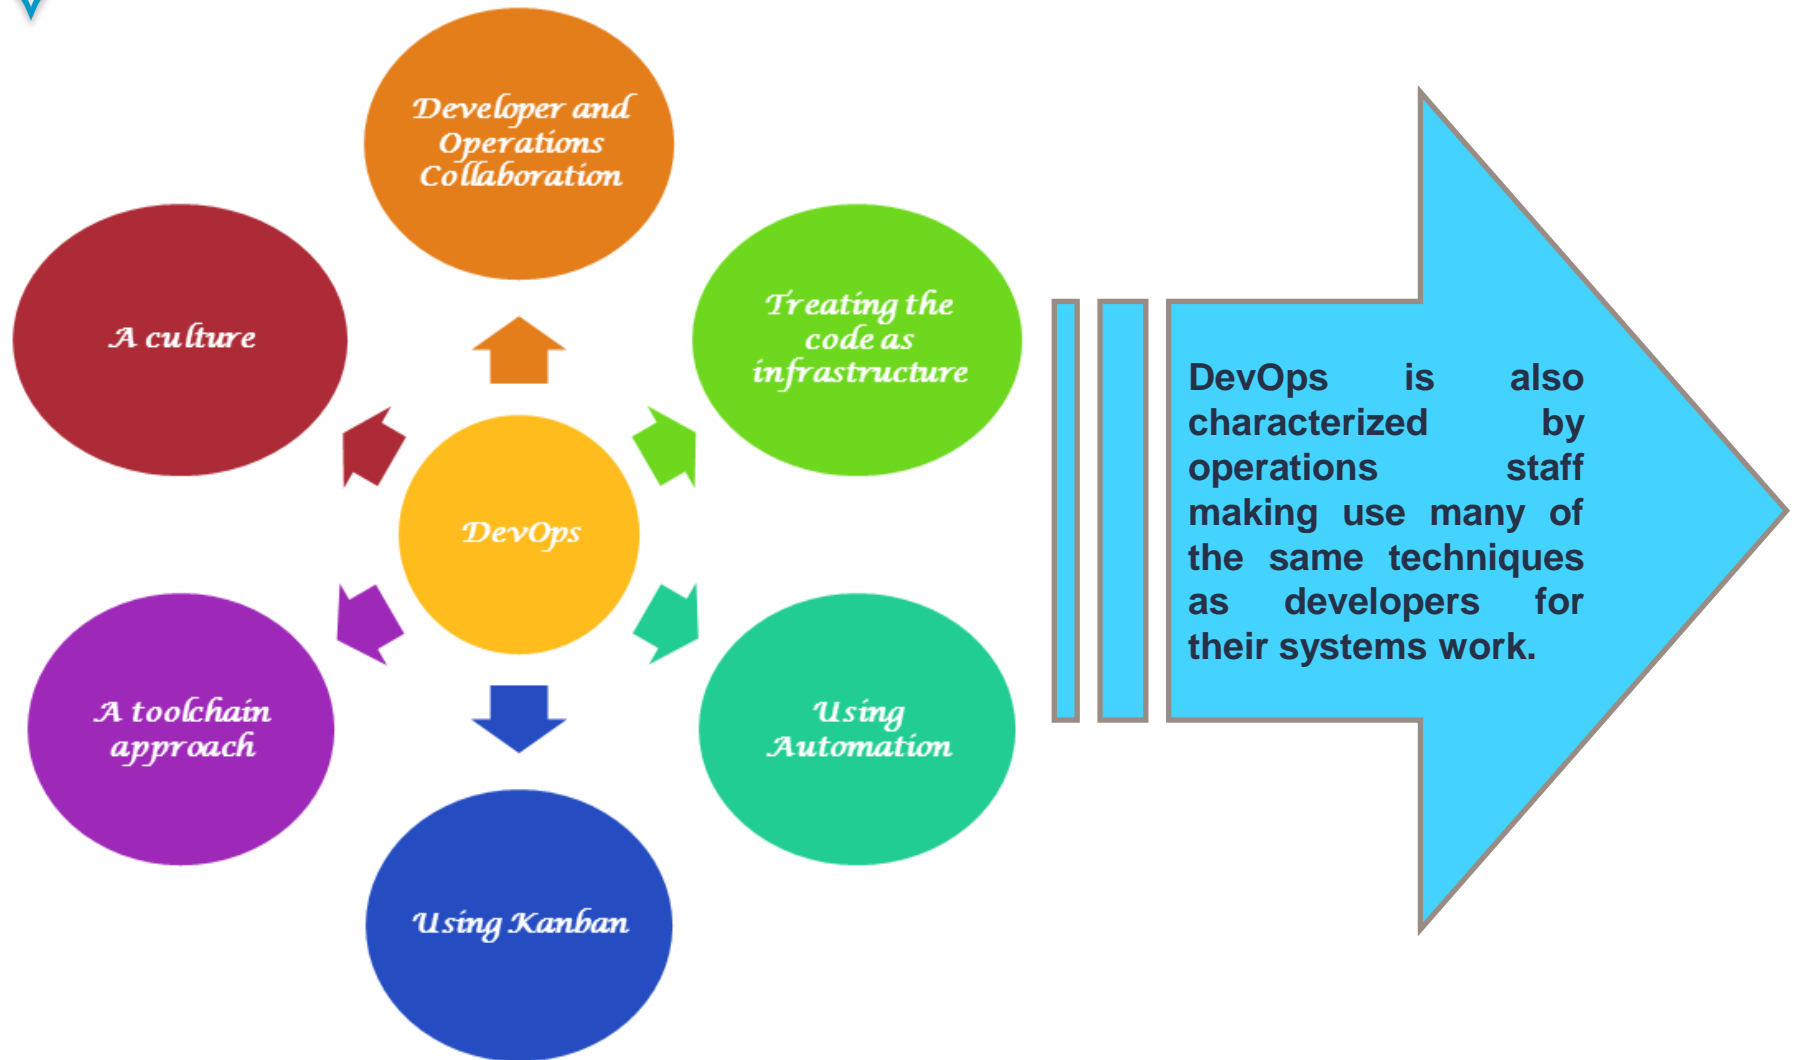 Developer and
Operations
Collaboration
A culture
Treating the
code as
infrastructure
DevOps
A toolchain
approach
Using
Automation
Using Kanban
DevOps is also
characterized by
operations staff
making use many of
the same techniques
as developers for
their systems work.